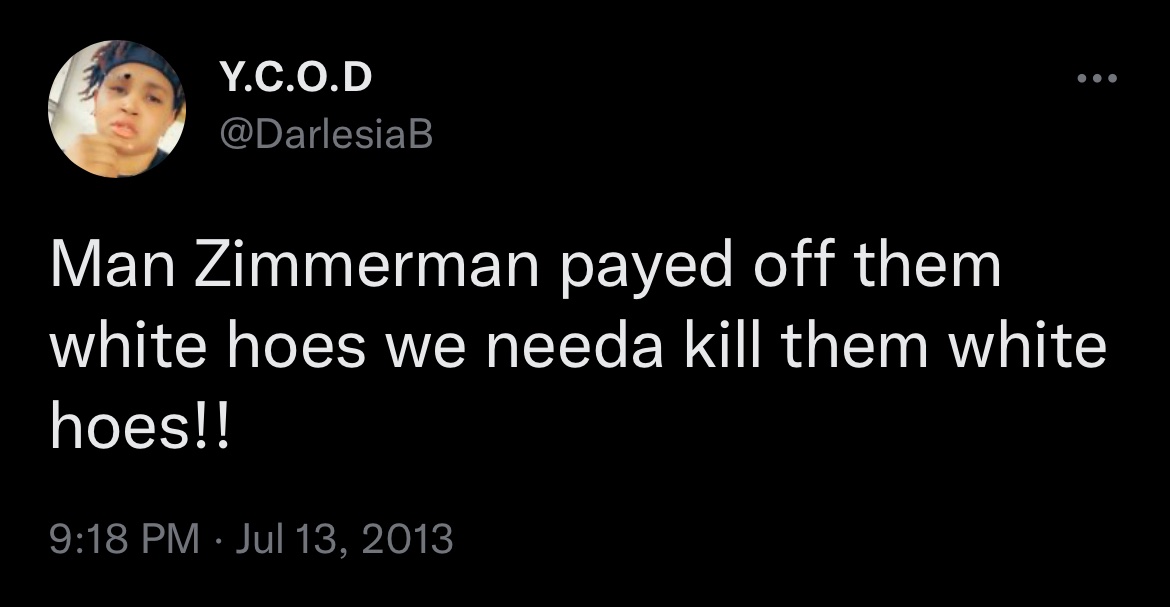 Y.C.O.D
@DarlesiaB
Man Zimmerman payed off them
white hoes we needa kill them white
hoes!!
9:18 PM · Jul 13, 2013